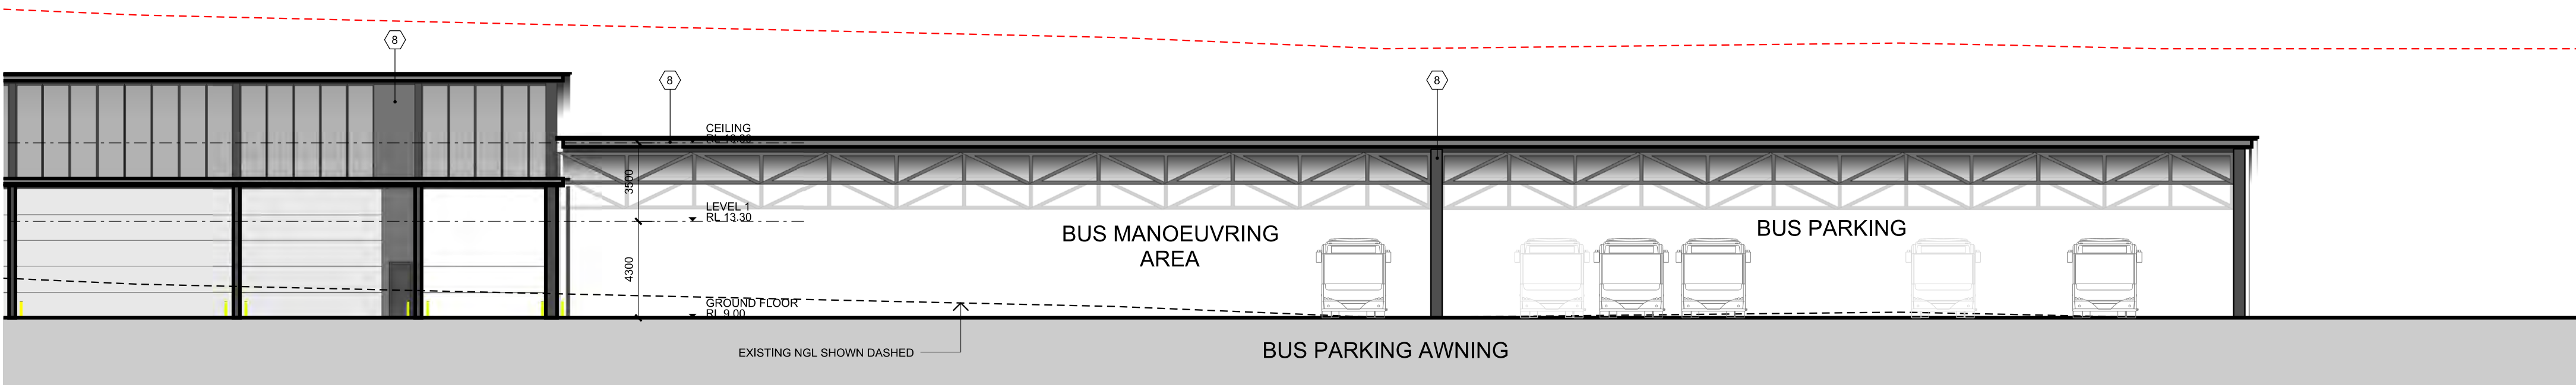 8
8
8
CEILING
RL
3500
LEVEL 1
RL 13.30
BUS MANOEUVRING
AREA
BUS PARKING
4300
GROUND FLOOR
RL 9.00
EXISTING NGL SHOWN DASHED
BUS PARKING AWNING